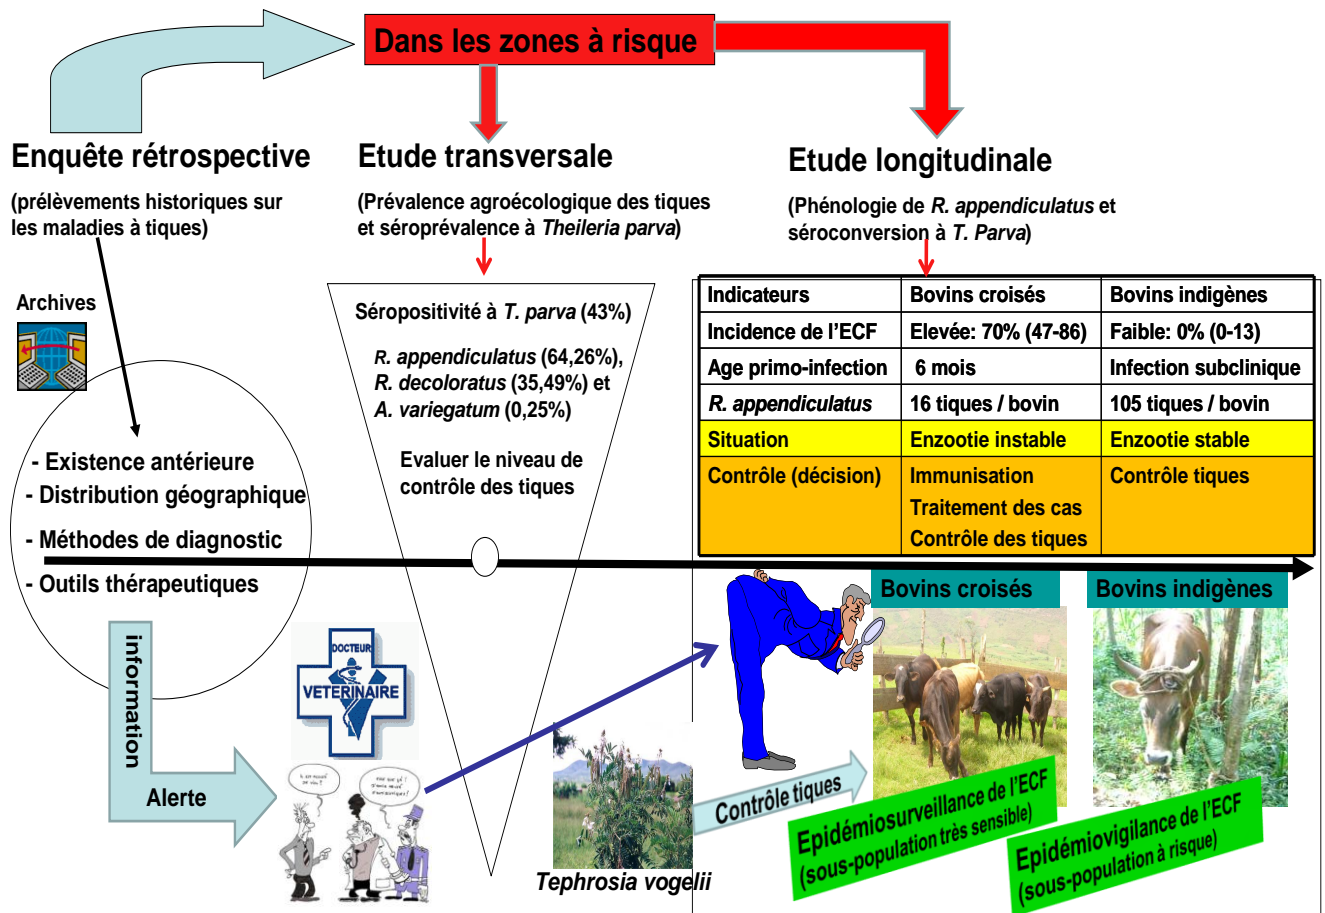 Dans les zones à risque
Enquête rétrospective
(prélèvements historiques sur
les maladies à tiques)
Archives
- Existence antérieure
- Distribution géographique
- Méthodes de diagnostic
- Outils thérapeutiques
information
Alerte
DOCTEUR
VETERINAIRE
Etude transversale
(Prévalence agroécologique des tiques
et séroprévalence à Theileria parva)
Séropositivité à T. parva (43%)
R. appendiculatus (64,26%),
R. decoloratus (35,49%) et
A. variegatum (0,25%)
Evaluer le niveau de
contrôle des tiques
Tephrosia vogelii
Etude longitudinale
(Phénologie de R. appendiculatus et
séroconversion à T. Parva)
Indicateurs Bovins croisés Bovins indigènes
Incidence de l'ECF Elevée: 70% (47-86) Faible: 0% (0-13)
Age primo-infection 6 mois Infection subclinique
R. appendiculatus 16 tiques / bovin 105 tiques / bovin
Situation Enzootie instable Enzootie stable
Contrôle (décision) Immunisation Contrôle tiques
Traitement des cas
Contrôle des tiques
Bovins croisés
Bovins indigènes
Contrôle tiques
Epidémiosurveillance de l'ECF
(sous-population très sensible)
Epidémiovigilance de l'ECF
(sous-population à risque)